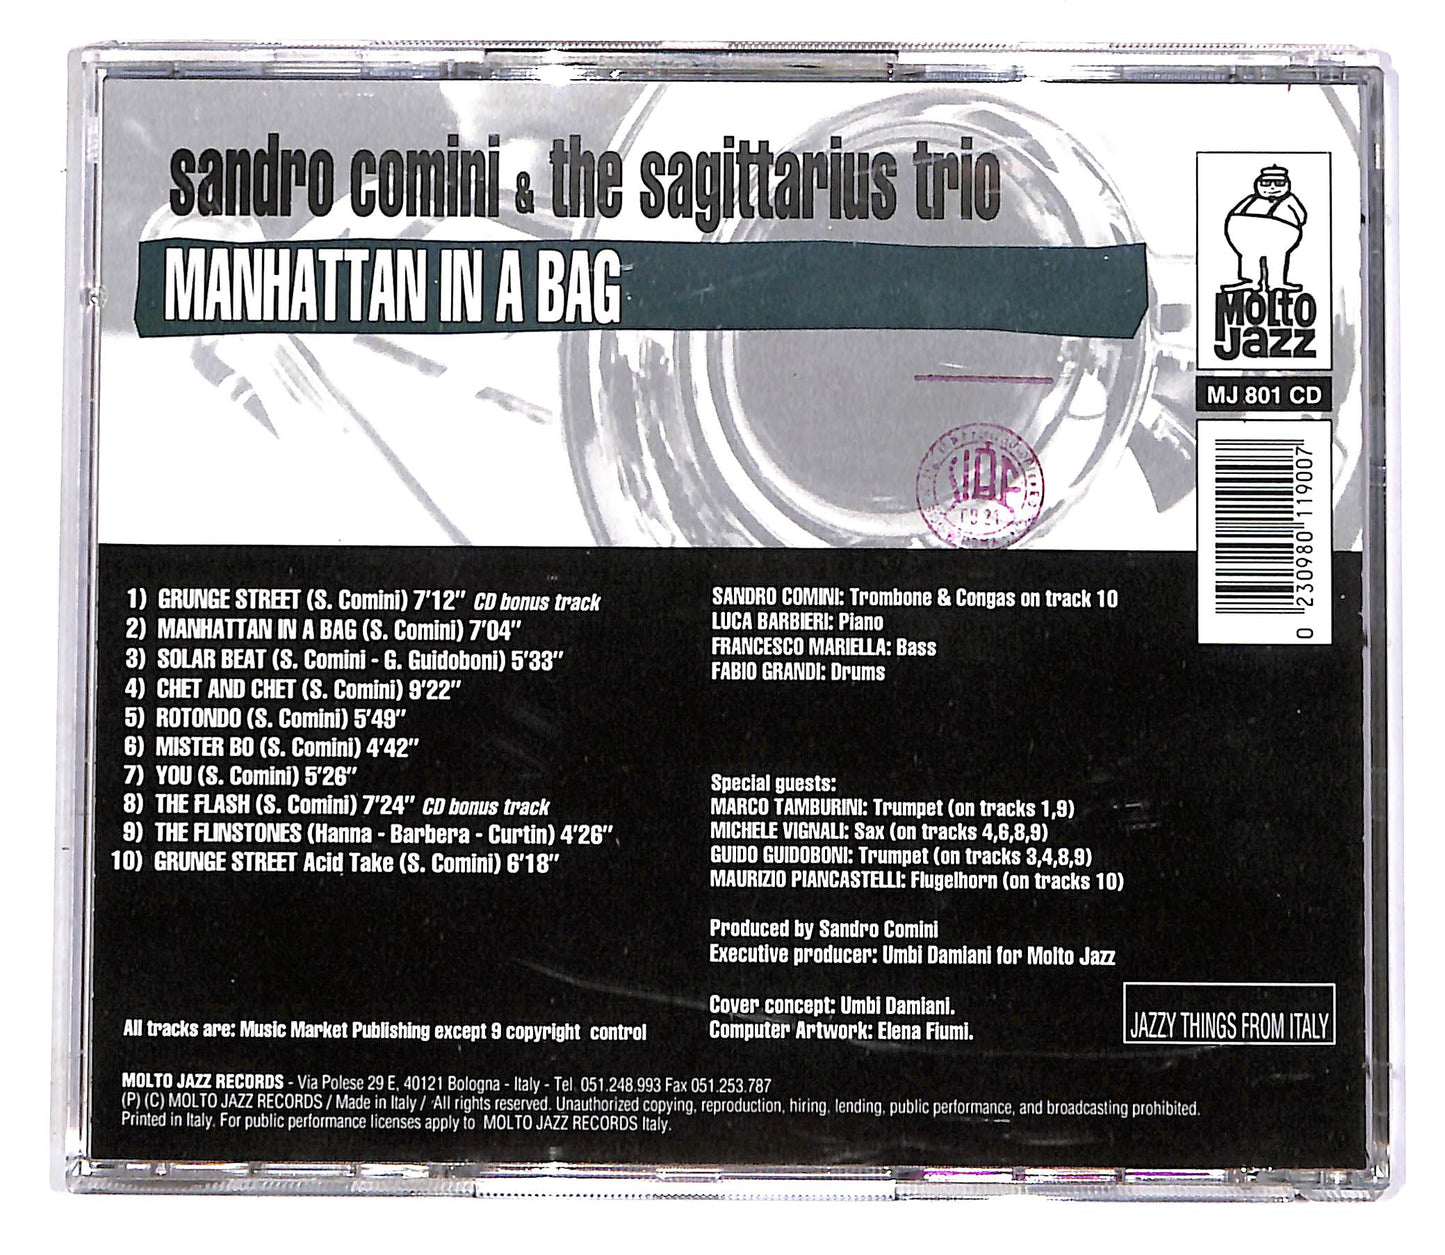 sandro comini & the sagittarius trio
MANHATTAN IN A BAG
Molto
Jazz
MJ 801 CD
0 230980 119007
1) GRUNGE STREET (S. Comini) 7'12" CD bonus track
2) MANHATTAN IN A BAG (S. Comini) 7'04"
3) SOLAR BEAT (S. Comini - G. Guidoboni) 5'33"
4) CHET AND CHET (S. Comini) 9'22"
5) ROTONDO (S. Comini) 5'49"
6) MISTER BO (S. Comini) 4'42"
7) YOU (S. Comini) 5'26"
8) THE FLASH (S. Comini) 7'24" CD bonus track
9) THE FLINSTONES (Hanna - Barbera - Curtin) 4'26"
10) GRUNGE STREET Acid Take (S. Comini) 6'18"
SANDRO COMINI: Trombone & Congas on track 10
LUCA BARBIERI: Piano
FRANCESCO MARIELLA: Bass
FABIO GRANDI: Drums
Special guests:
MARCO TAMBURINI: Trumpet (on tracks 1,9)
MICHELE VIGNALI: Sax (on tracks 4,6,8,9)
GUIDO GUIDOBONI: Trumpet (on tracks 3,4,8,9)
MAURIZIO PIANCASTELLI: Flugelhorn (on tracks 10)
Produced by Sandro Comini
Executive producer: Umbi Damiani for Molto Jazz
Cover concept: Umbi Damiani.
Computer Artwork: Elena Fiumi.
JAZZY THINGS FROM ITALY
All tracks are: Music Market Publishing except 9 copyright control
MOLTO JAZZ RECORDS - Via Polese 29 E, 40121 Bologna - Italy - Tel 051.248.993 Fax 051.253.787
(P) (C) MOLTO JAZZ RECORDS / Made in Italy / All rights reserved. Unauthorized copying, reproduction, hiring, lending, public performance, and broadcasting prohibited.
Printed in Italy. For public performance licenses apply to MOLTO JAZZ RECORDS Italy.